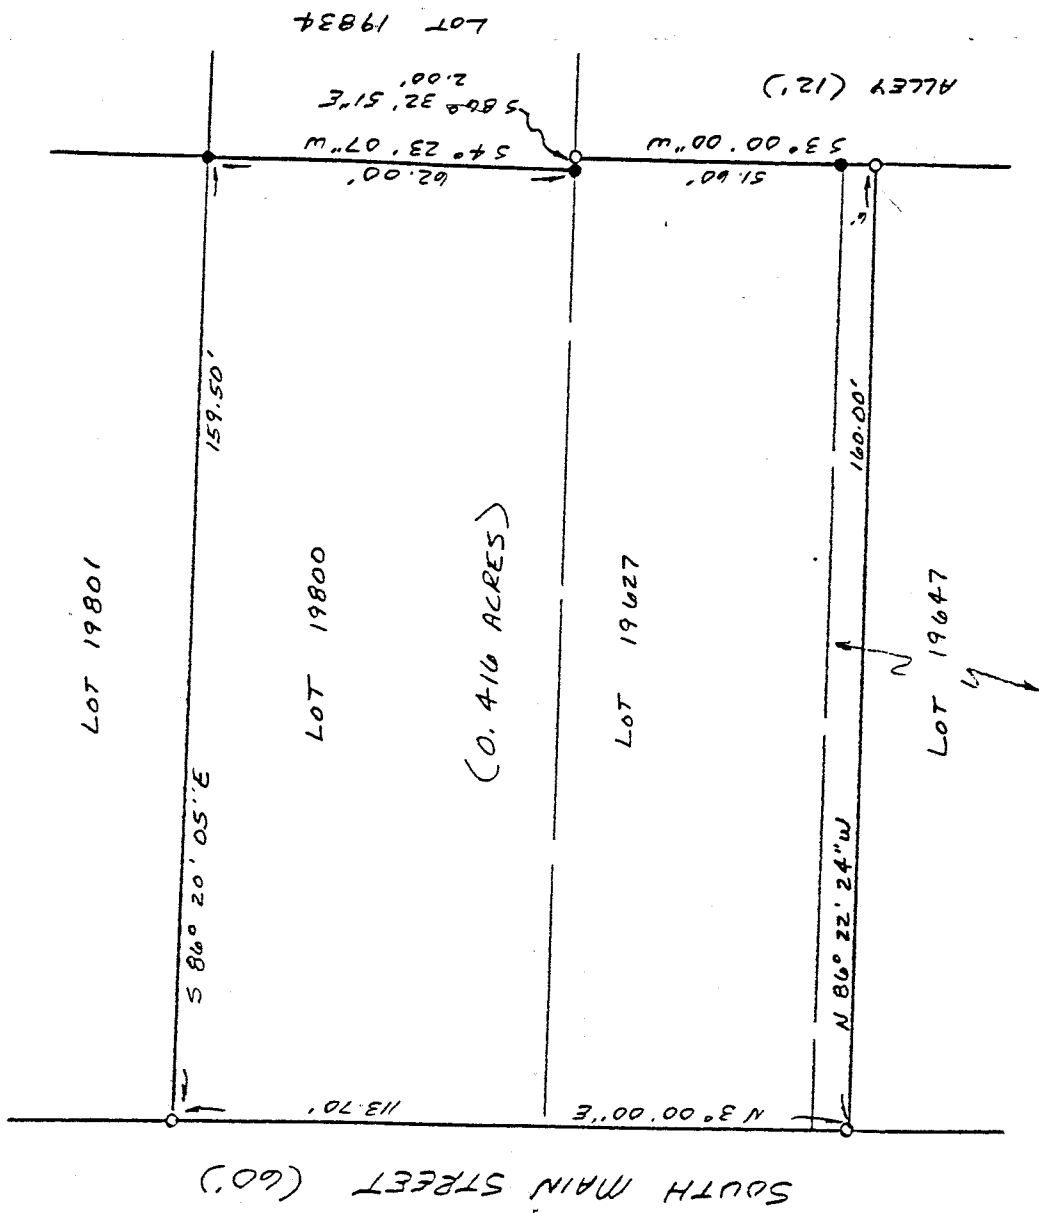 LOT 19834
ALLEY (12')
S 86° 32' 51" E
2.00'
S 4° 23' 07" W
62.00'
S 3° 00' 00" W
51.60'
6'
159.50'
S 86° 20' 05" E
160.00'
N 86° 22' 24" W
LOT 19801
LOT 19800
(0.416 ACRES)
LOT 19627
LOT 19647
113.70'
N 3° 00' 00" E
SOUTH MAIN STREET (60')